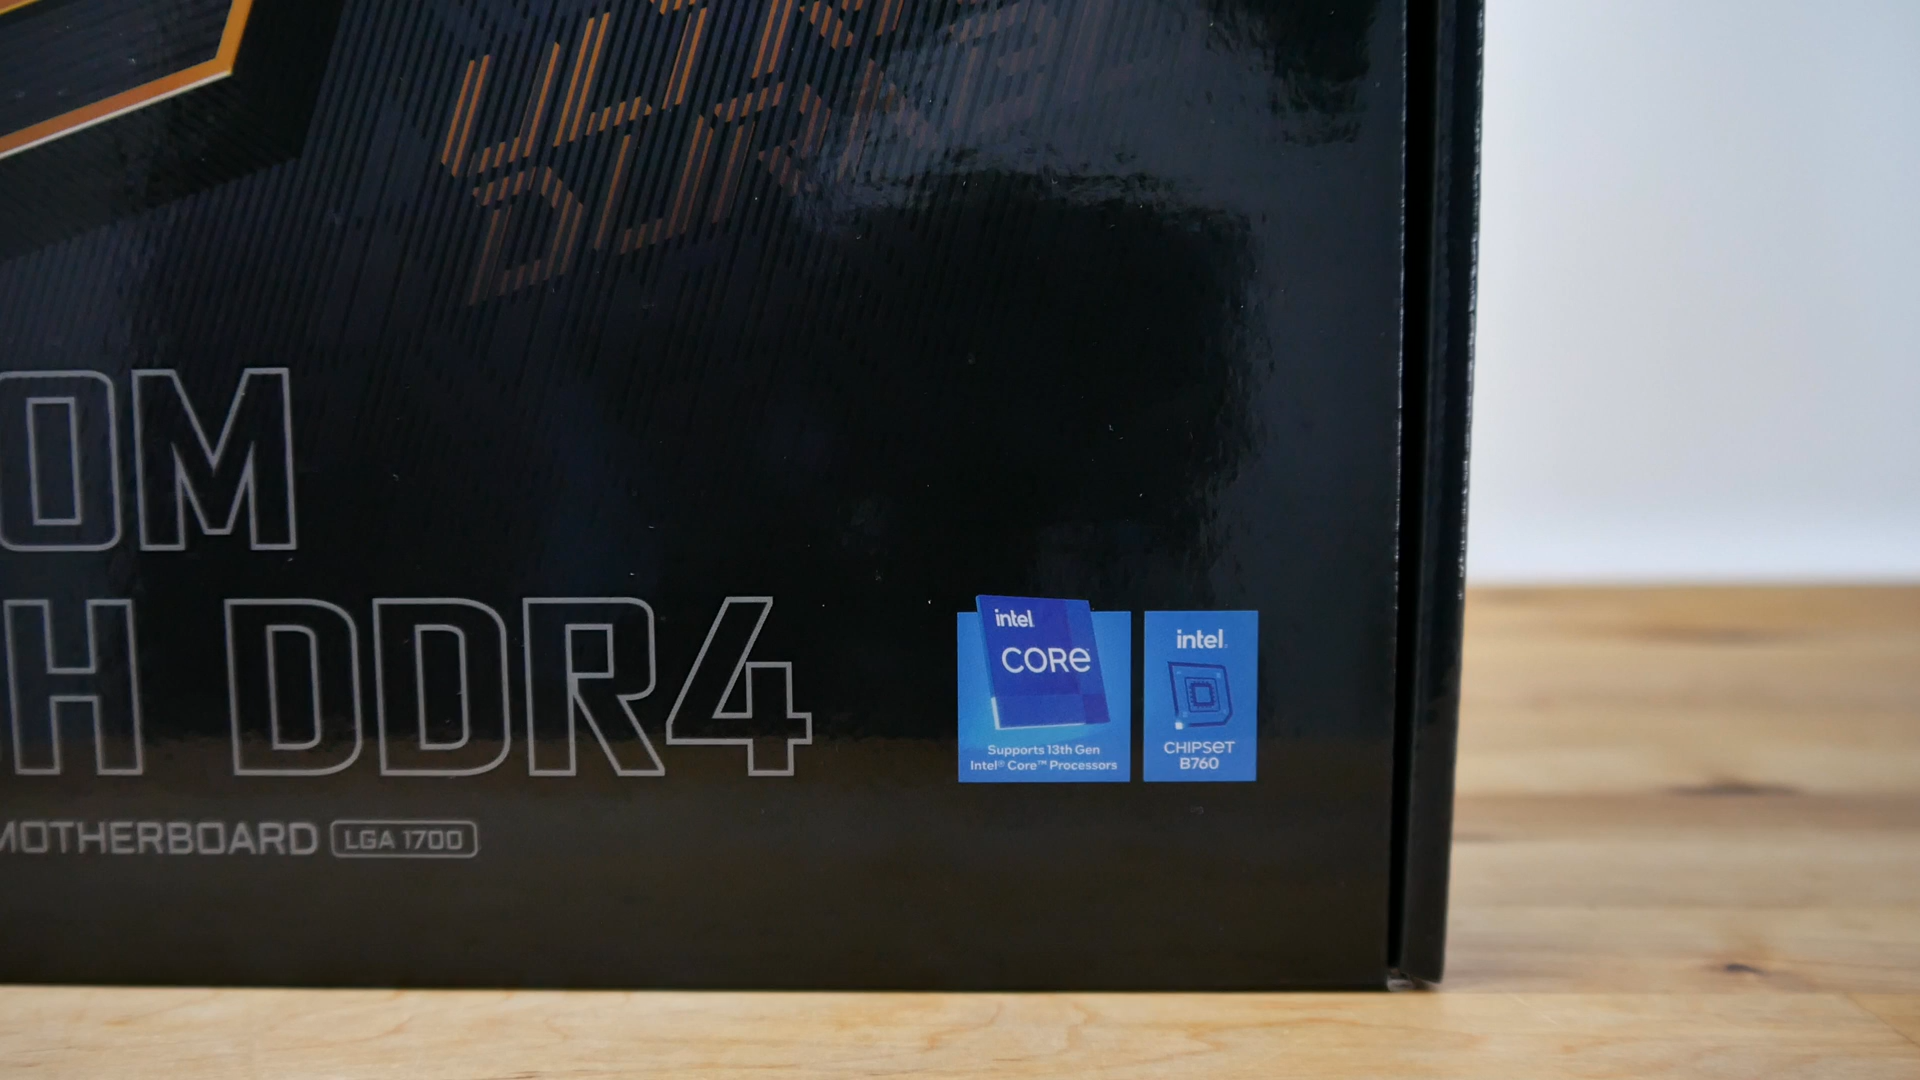 OM
H DDR4
MOTHERBOARD LGA 1700
intel
CORE
Supports 13th Gen
Intel® Core™ Processors
intel.
CHIPSET
B760